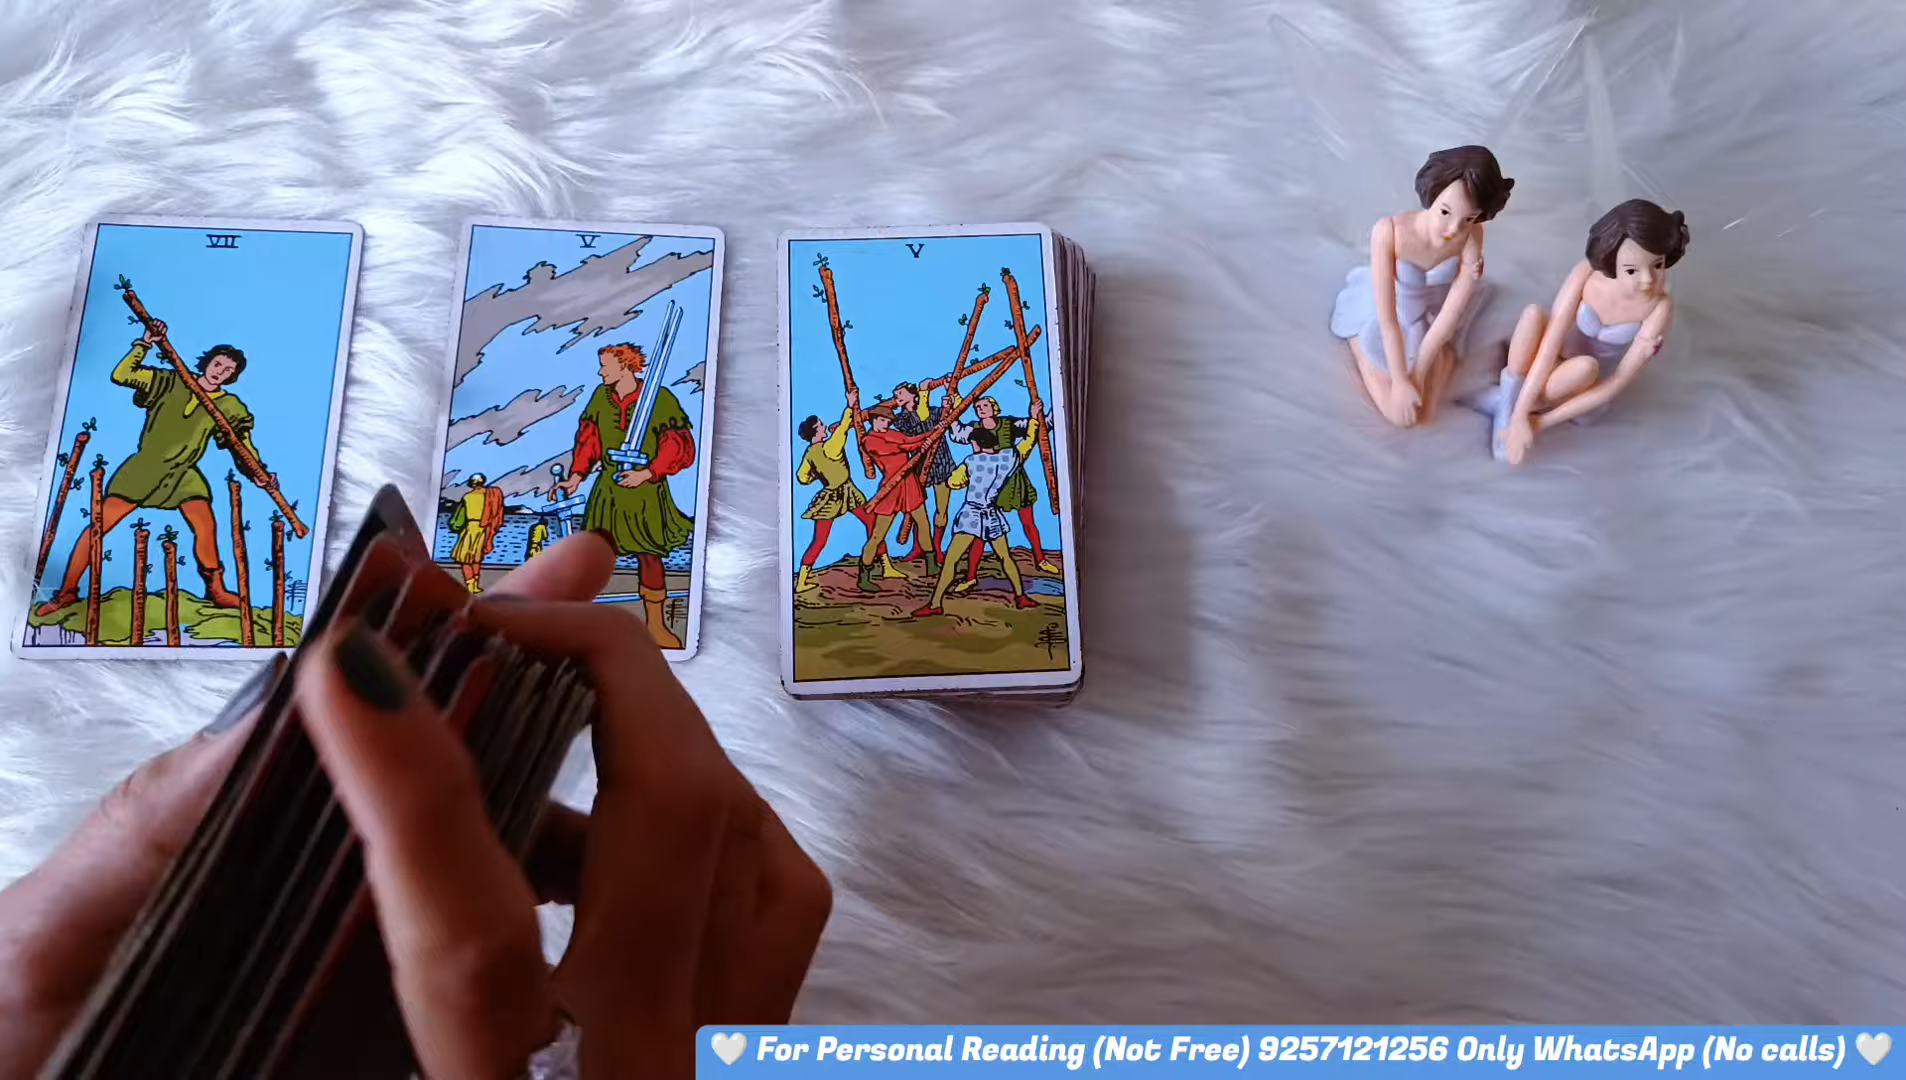 VII
V
V
🤍 For Personal Reading (Not Free) 9257121256 Only WhatsApp (No calls) 🤍